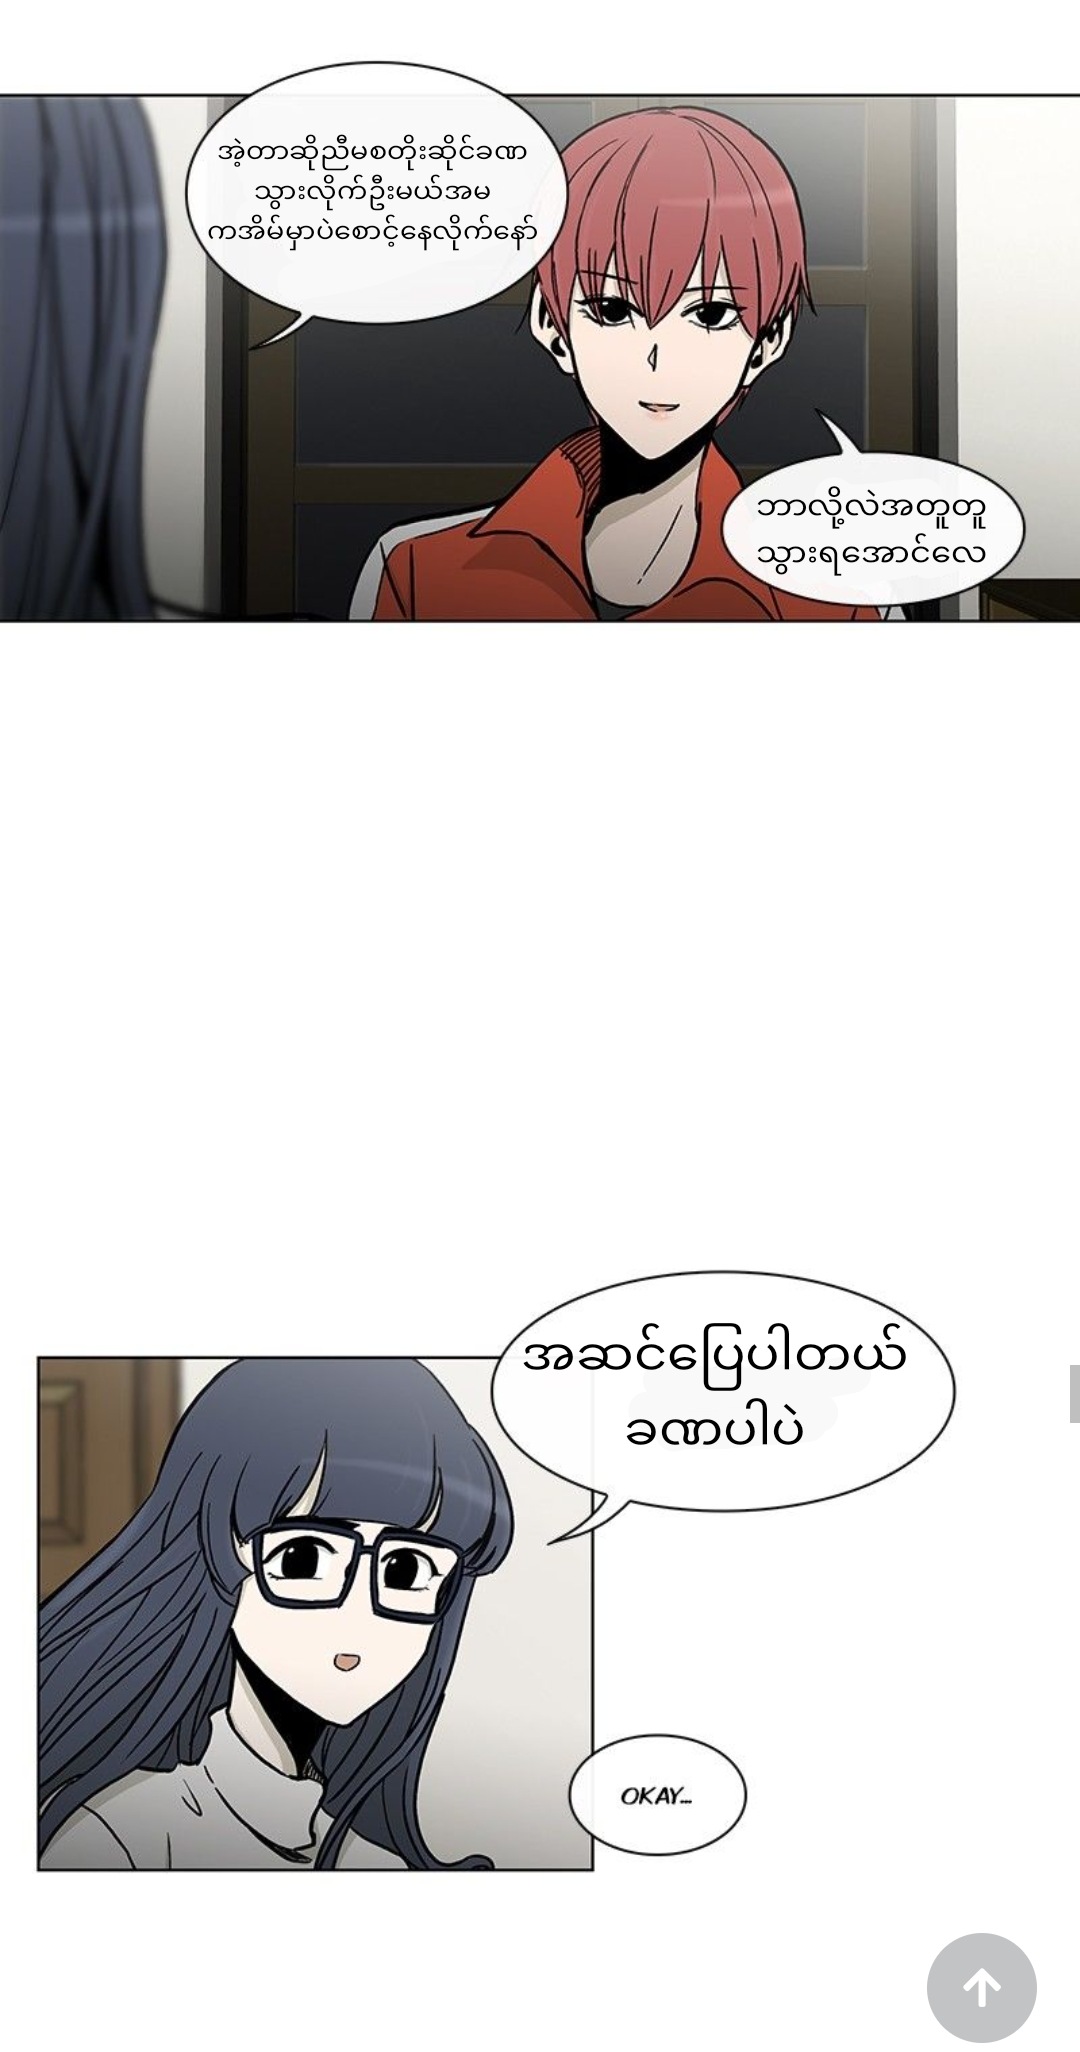 အဲ့တာဆိုညီမစတိုးဆိုင်ခဏ
သွားလိုက်ဦးမယ်အမ
ကအိမ်မှာပဲစောင့်နေလိုက်နော်
ဘာလို့လဲအတူတူ
သွားရအောင်လေ
အဆင်ပြေပါတယ်
ခဏပါပဲ
OKAY...